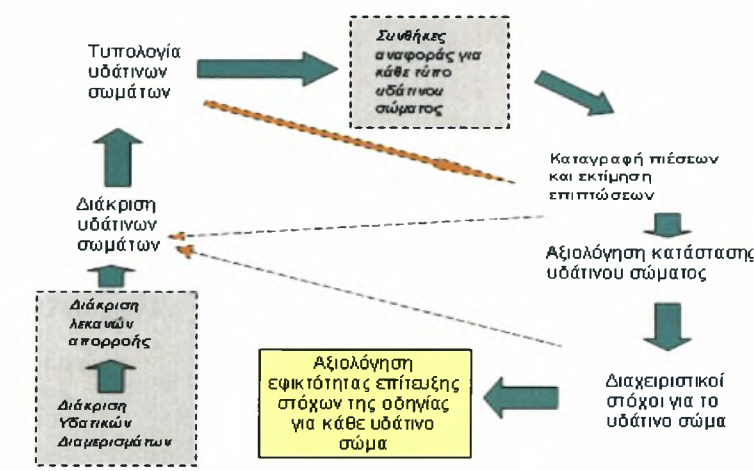 Τυπολογία
υδάτινων
σωμάτων
Συνθήκες
αναφοράς για
κάθε τύπο
υδάτινου
σώματος
Καταγραφή πιέσεων
και εκτίμηση
επιπτώσεων
Διάκριση
υδάτινων
σωμάτων
Αξιολόγηση κατάστασης
υδάτινου σώματος
Διάκριση
λεκανών
απορροής
Διάκριση
Υδατικών
Διαμερισμάτων
Αξιολόγηση
εφικτότητας επίτευξης
στόχων της οδηγίας
για κάθε υδάτινο
σώμα
Διαχειριστικοί
στόχοι για το
υδάτινο σώμα